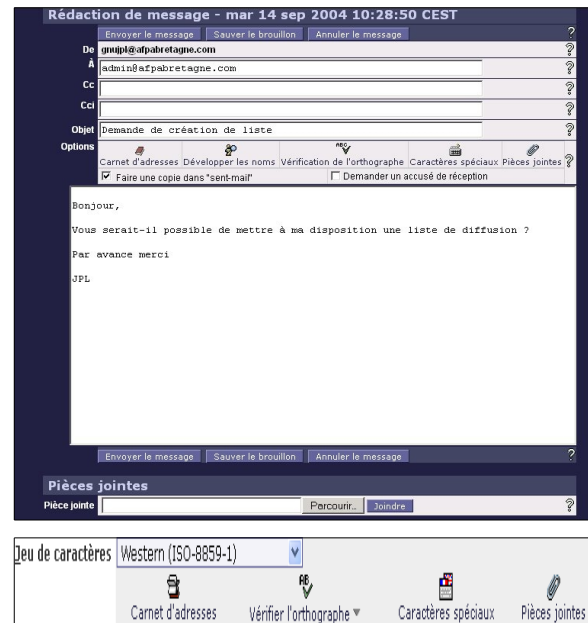 Rédaction de message - mar 14 sep 2004 10:28:50 CEST
Envoyer le message Sauver le brouillon Annuler le message ?
De gnujpl@afpabretagne.com ?
À admin@afpabretagne.com ?
Cc ?
Cci ?
Objet Demande de création de liste ?
Options
Carnet d'adresses Développer les noms Vérification de l'orthographe Caractères spéciaux Pièces jointes ?
Faire une copie dans "sent-mail" Demander un accusé de réception
Bonjour,
Vous serait-il possible de mettre à ma disposition une liste de diffusion ?
Par avance merci
JPL
Envoyer le message Sauver le brouillon Annuler le message ?
Pièces jointes
Pièce jointe Parcourir... Joindre ?
Jeu de caractères Western (ISO-8859-1)
Carnet d'adresses Vérifier l'orthographe Caractères spéciaux Pièces jointes